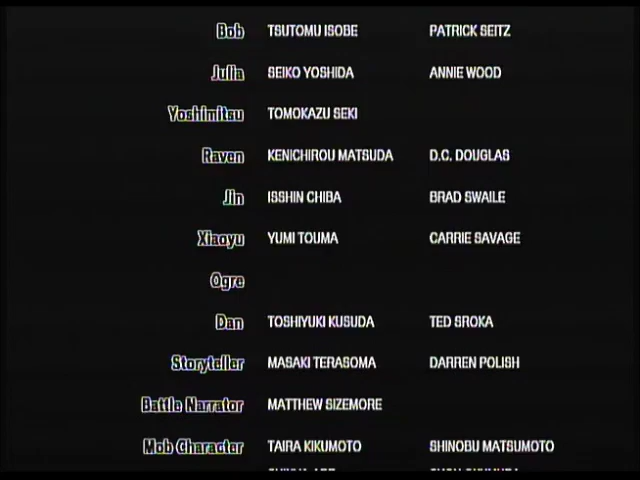 Bob TSUTOMU ISOBE PATRICK SEITZ
Julia SEIKO YOSHIDA ANNIE WOOD
Yoshimitsu TOMOKAZU SEKI
Raven KENICHIROU MATSUDA D.C. DOUGLAS
Jin ISSHIN CHIBA BRAD SWAILE
Xiaoyu YUMI TOUMA CARRIE SAVAGE
Ogre
Dan TOSHIYUKI KUSUDA TED SROKA
Storyteller MASAKI TERASOMA DARREN POLISH
Battle Narrator MATTHEW SIZEMORE
Mob Character TAIRA KIKUMOTO SHINOBU MATSUMOTO